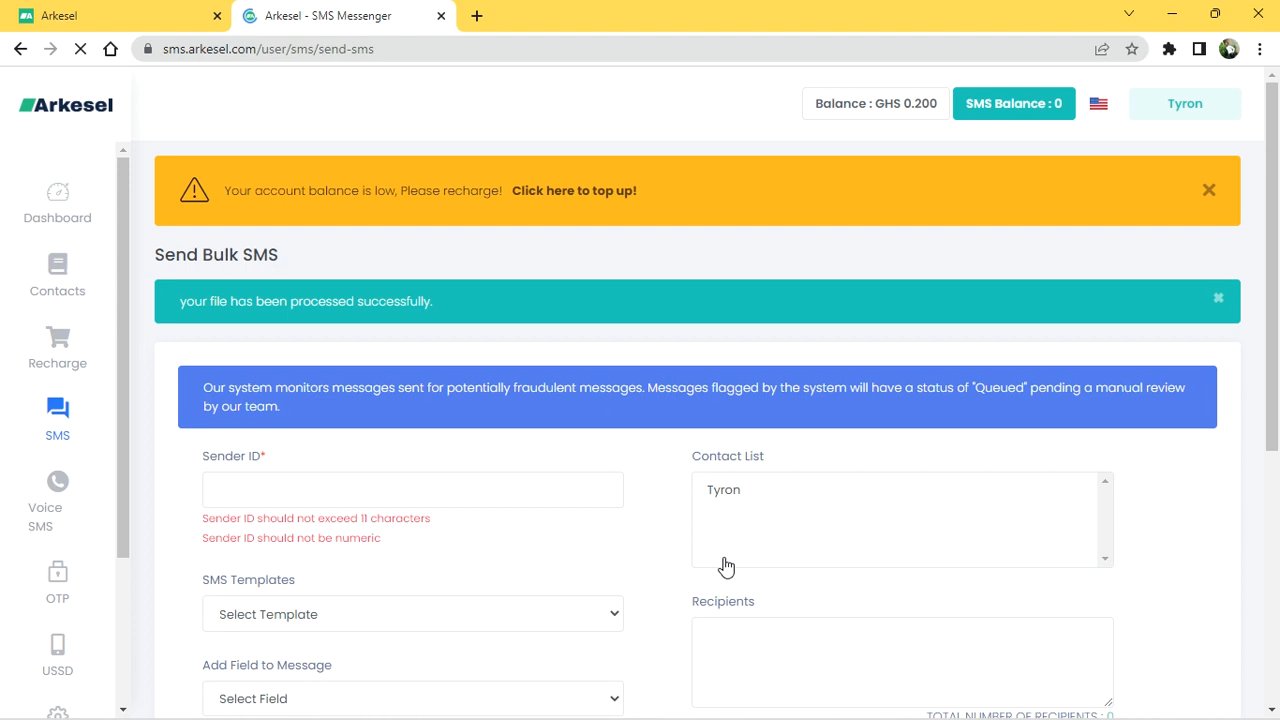 Arkesel
Arkesel - SMS Messenger
sms.arkesel.com/user/sms/send-sms
Arkesel
Balance : GHS 0.200
SMS Balance : 0
Tyron
Your account balance is low, Please recharge! Click here to top up!
Dashboard
Contacts
Recharge
SMS
Voice
SMS
OTP
USSD
Send Bulk SMS
your file has been processed successfully.
Our system monitors messages sent for potentially fraudulent messages. Messages flagged by the system will have a status of "Queued" pending a manual review
by our team.
Sender ID*
Sender ID should not exceed 11 characters
Sender ID should not be numeric
SMS Templates
Select Template
Add Field to Message
Select Field
Contact List
Tyron
Recipients
TOTAL NUMBER OF RECIPIENTS : 0